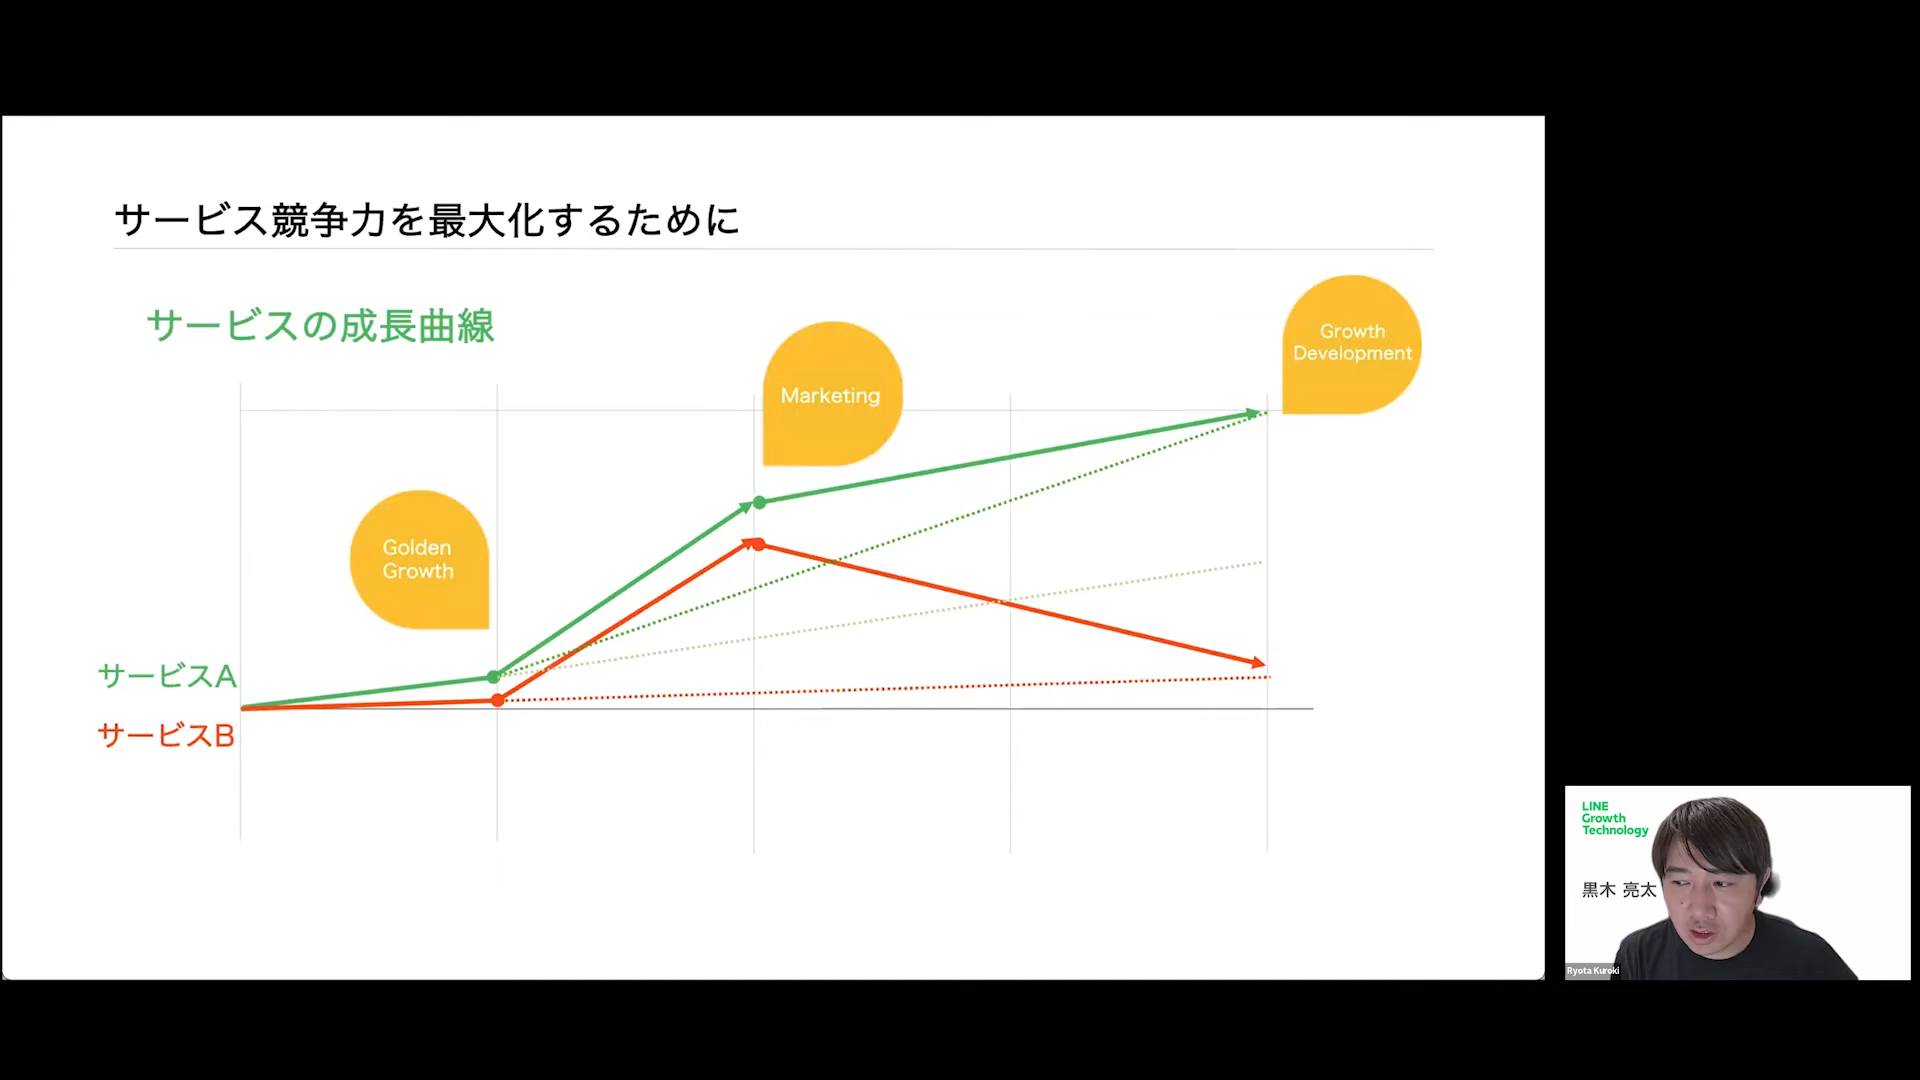 サービス競争力を最大化するために
サービスの成長曲線
Growth
Development
Marketing
Golden
Growth
サービスA
サービスB
LINE
Growth
Technology
黒木 亮太
Ryota Kuroki